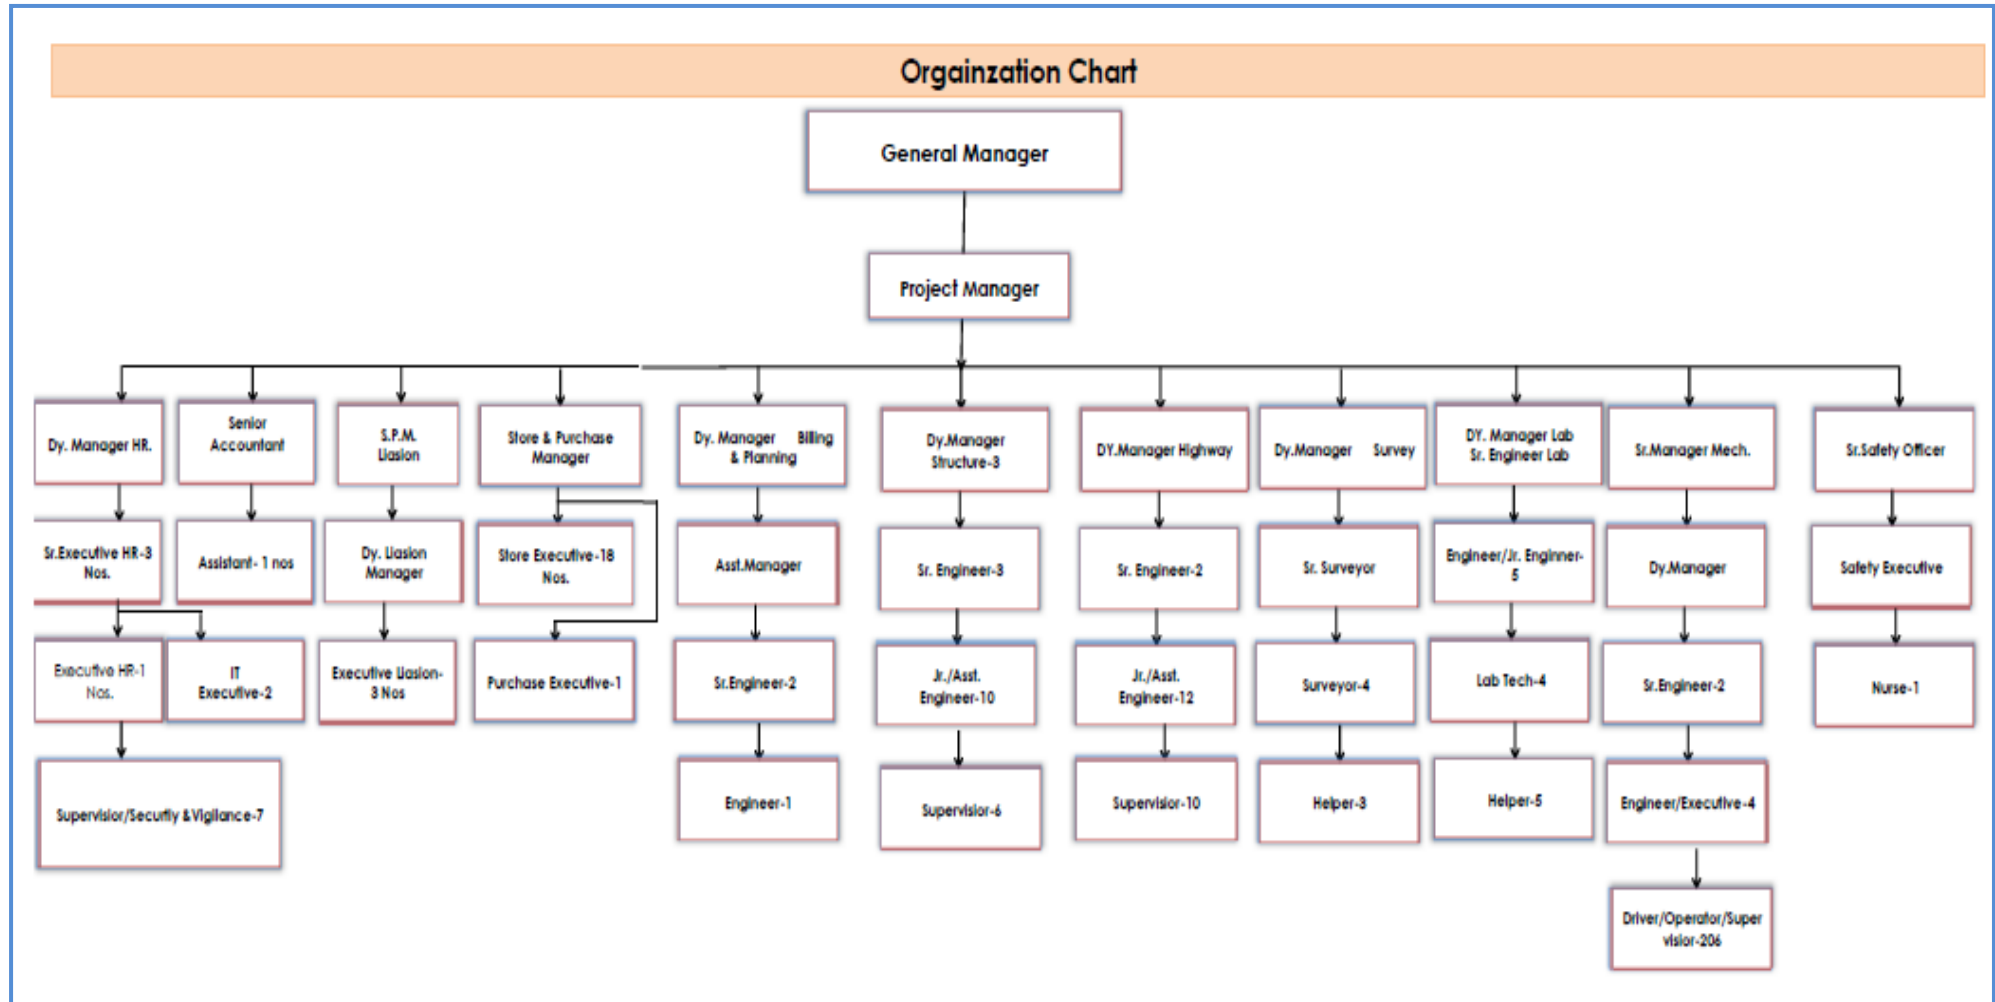 Orgainzation Chart
General Manager
Project Manager
Dy. Manager HR.
Senior
Accountant
S.P.M.
Liasion
Store & Purchase
Manager
Dy. Manager Billing
& Planning
Dy.Manager
Structure-3
DY.Manager Highway
Dy.Manager Survey
DY. Manager Lab
Sr. Engineer Lab
Sr.Manager Mech.
Sr.Safety Officer
Sr.Executive HR-3
Nos.
Assistant- 1 nos
Dy. Liasion
Manager
Store Executive-18
Nos.
Asst.Manager
Sr. Engineer-3
Sr. Engineer-2
Sr. Surveyor
Engineer/Jr. Enginner-
5
Dy.Manager
Safety Executive
Executive HR-1
Nos.
IT
Executive-2
Executive Liasion-
3 Nos
Purchase Executive-1
Sr.Engineer-2
Jr./Asst.
Engineer-10
Jr./Asst.
Engineer-12
Surveyor-4
Lab Tech-4
Sr.Engineer-2
Nurse-1
Supervisior/Securtiy &Vigilance-7
Engineer-1
Supervisior-6
Supervisior-10
Helper-3
Helper-5
Engineer/Executive-4
Driver/Operator/Super
visior-206